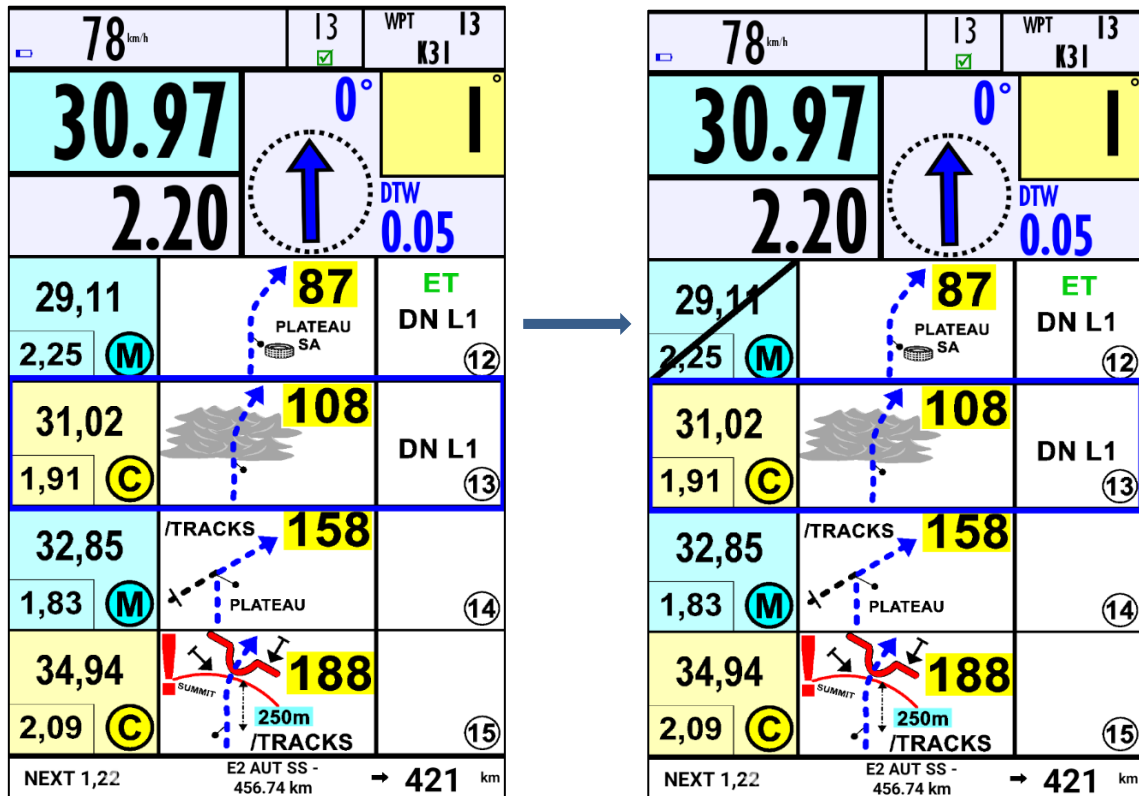 78 km/h
13
WPT 13
K31
30.97
0°
1°
2.20
DTW
0.05
29,11
2,25 M
87
PLATEAU
SA
ET
DN L1
12
31,02
1,91 C
108
DN L1
13
32,85
1,83 M
/TRACKS 158
PLATEAU
14
34,94
2,09 C
! 188
SUMMIT
250m
/TRACKS
15
NEXT 1,22
E2 AUT SS -
456.74 km
→ 421 km
78 km/h
13
WPT 13
K31
30.97
0°
1°
2.20
DTW
0.05
29,11
2,25 M
87
PLATEAU
SA
ET
DN L1
12
31,02
1,91 C
108
DN L1
13
32,85
1,83 M
/TRACKS 158
PLATEAU
14
34,94
2,09 C
! 188
SUMMIT
250m
/TRACKS
15
NEXT 1,22
E2 AUT SS -
456.74 km
→ 421 km